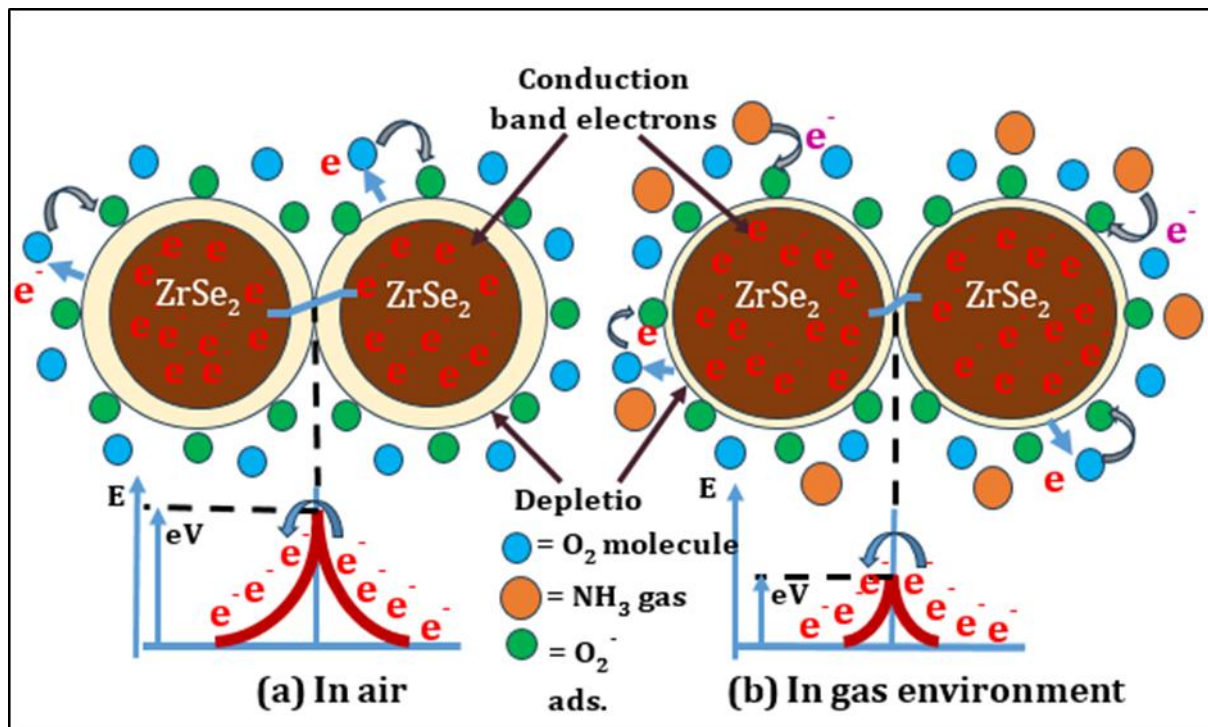 Conduction
band electrons
e⁻
e
e⁻
e⁻
ZrSe₂
ZrSe₂
ZrSe₂
ZrSe₂
e⁻
e
e
Depletio
= O₂ molecule
= NH₃ gas
= O₂⁻
ads.
E
eV
e⁻ e⁻
e⁻ e⁻
e⁻ e⁻
E
eV
e⁻ e⁻
e⁻ e⁻ e⁻ e⁻
(a) In air
(b) In gas environment